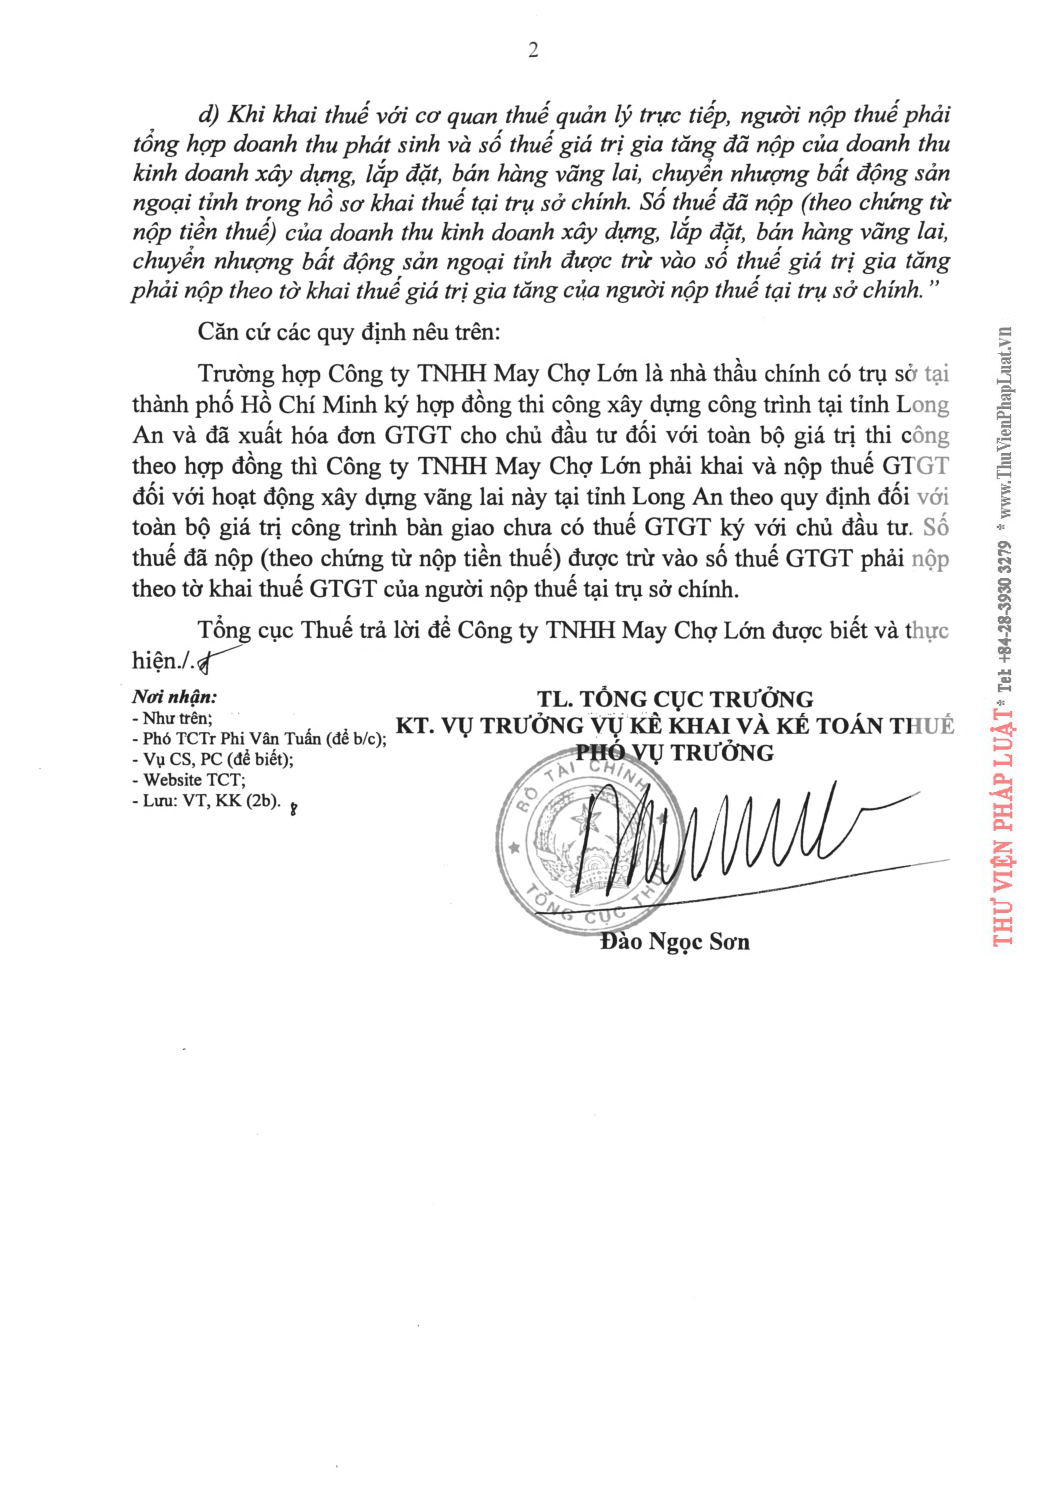 2
d) Khi khai thuế với cơ quan thuế quản lý trực tiếp, người nộp thuế phải
tổng hợp doanh thu phát sinh và số thuế giá trị gia tăng đã nộp của doanh thu
kinh doanh xây dựng, lắp đặt, bán hàng vãng lai, chuyển nhượng bất động sản
ngoại tỉnh trong hồ sơ khai thuế tại trụ sở chính. Số thuế đã nộp (theo chứng từ
nộp tiền thuế) của doanh thu kinh doanh xây dựng, lắp đặt, bán hàng vãng lai,
chuyển nhượng bất động sản ngoại tỉnh được trừ vào số thuế giá trị gia tăng
phải nộp theo tờ khai thuế giá trị gia tăng của người nộp thuế tại trụ sở chính.”
Căn cứ các quy định nêu trên:
Trường hợp Công ty TNHH May Chợ Lớn là nhà thầu chính có trụ sở tại
thành phố Hồ Chí Minh ký hợp đồng thi công xây dựng công trình tại tỉnh Long
An và đã xuất hóa đơn GTGT cho chủ đầu tư đối với toàn bộ giá trị thi công
theo hợp đồng thì Công ty TNHH May Chợ Lớn phải khai và nộp thuế GTGT
đối với hoạt động xây dựng vãng lai này tại tỉnh Long An theo quy định đối với
toàn bộ giá trị công trình bàn giao chưa có thuế GTGT ký với chủ đầu tư. Số
thuế đã nộp (theo chứng từ nộp tiền thuế) được trừ vào số thuế GTGT phải nộp
theo tờ khai thuế GTGT của người nộp thuế tại trụ sở chính.
Tổng cục Thuế trả lời để Công ty TNHH May Chợ Lớn được biết và thực
hiện./.
Nơi nhận:
- Như trên;
- Phó TCTr Phi Vân Tuấn (để b/c);
- Vụ CS, PC (để biết);
- Website TCT;
- Lưu: VT, KK (2b).
TL. TỔNG CỤC TRƯỞNG
KT. VỤ TRƯỞNG VỤ KÊ KHAI VÀ KẾ TOÁN THUẾ
PHÓ VỤ TRƯỞNG
BỘ TÀI CHÍNH
TỔNG CỤC THUẾ
Đào Ngọc Sơn
THƯ VIỆN PHÁP LUẬT * Tel: +84-28-3930 3279 * www.ThuVienPhapLuat.vn